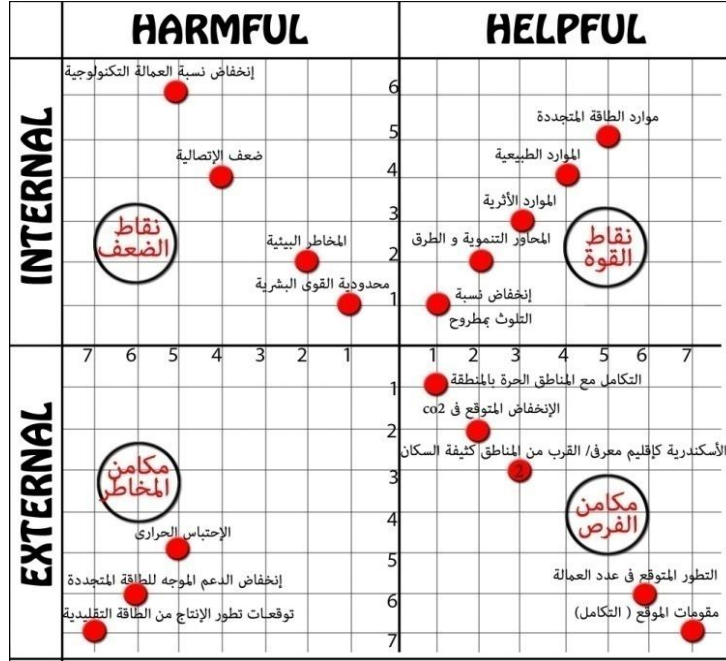 HARMFUL
HELPFUL
INTERNAL
إنخفاض نسبة العمالة التكنولوجية
ضعف الإتصالية
نقاط
الضعف
المخاطر البيئية
محدودية القوى البشرية
6
5
4
3
2
1
موارد الطاقة المتجددة
الموارد الطبيعية
الموارد الأثرية
المحاور التنموية و الطرق
نقاط
القوة
إنخفاض نسبة
التلوث بمطروح
7 6 5 4 3 2 1
1 2 3 4 5 6 7
EXTERNAL
مكامن
المخاطر
الإحتباس الحرارى
إنخفاض الدعم الموجه للطاقة المتجددة
توقعات تطور الإنتاج من الطاقة التقليدية
1
2
3
4
5
6
7
التكامل مع المناطق الحرة بالمنطقة
الإنخفاض المتوقع فى co2
الأسكندرية كإقليم معرفى/ القرب من المناطق كثيفة السكان
2
مكامن
الفرص
التطور المتوقع فى عدد العمالة
مقومات الموقع ( التكامل)